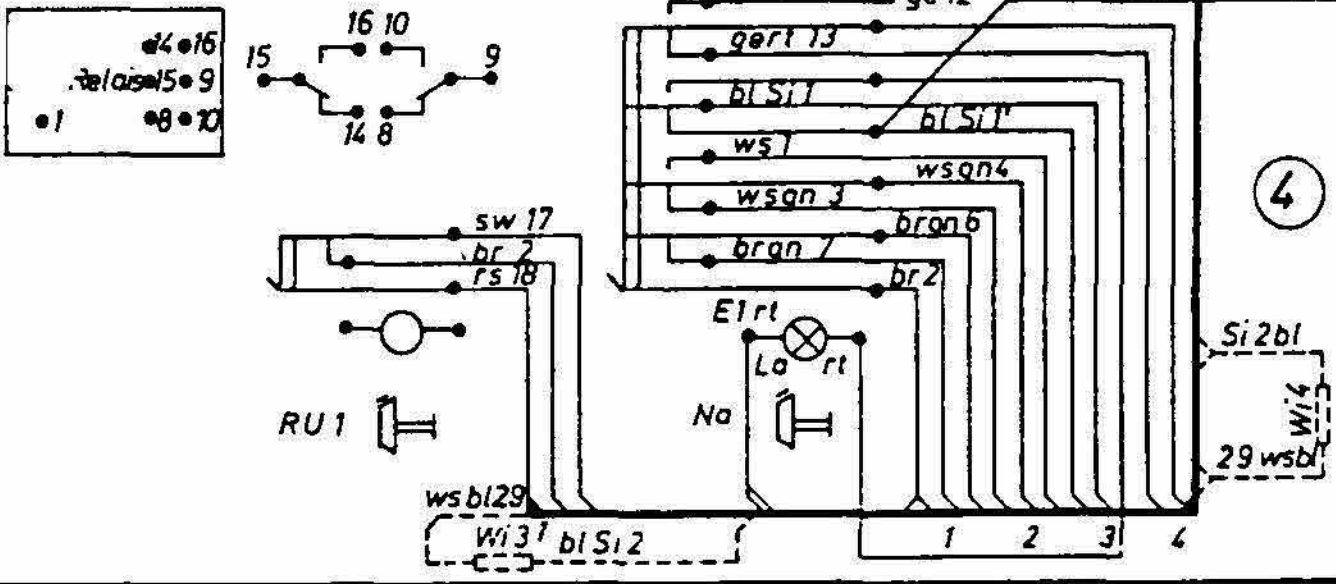 14 16
Relais 15 9
1 8 10
16 10
15 9
14 8
gert 13
bl Si 1
bl Si 1
ws 1
wsgn 4
wsgn 3
brgn 6
brgn 7
br 2
sw 17
br 2
rs 18
E1 rt
La rt
RU 1
Na
4
Si 2 bl
Wi 4
29 wsbl
wsbl 29
Wi 3 1 bl Si 2
1 2 3 4